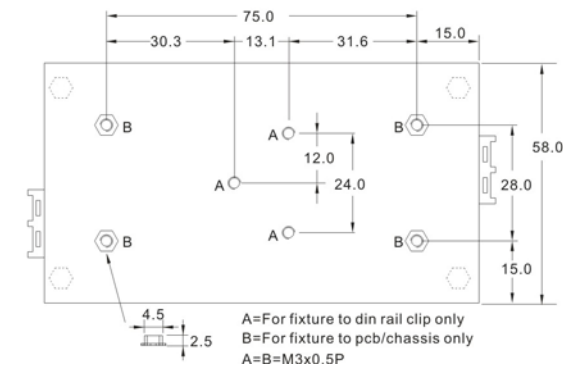 75.0
30.3 13.1 31.6 15.0
B A B
58.0
12.0
A 24.0 28.0
B A B
15.0
4.5
2.5
A=For fixture to din rail clip only
B=For fixture to pcb/chassis only
A=B=M3x0.5P